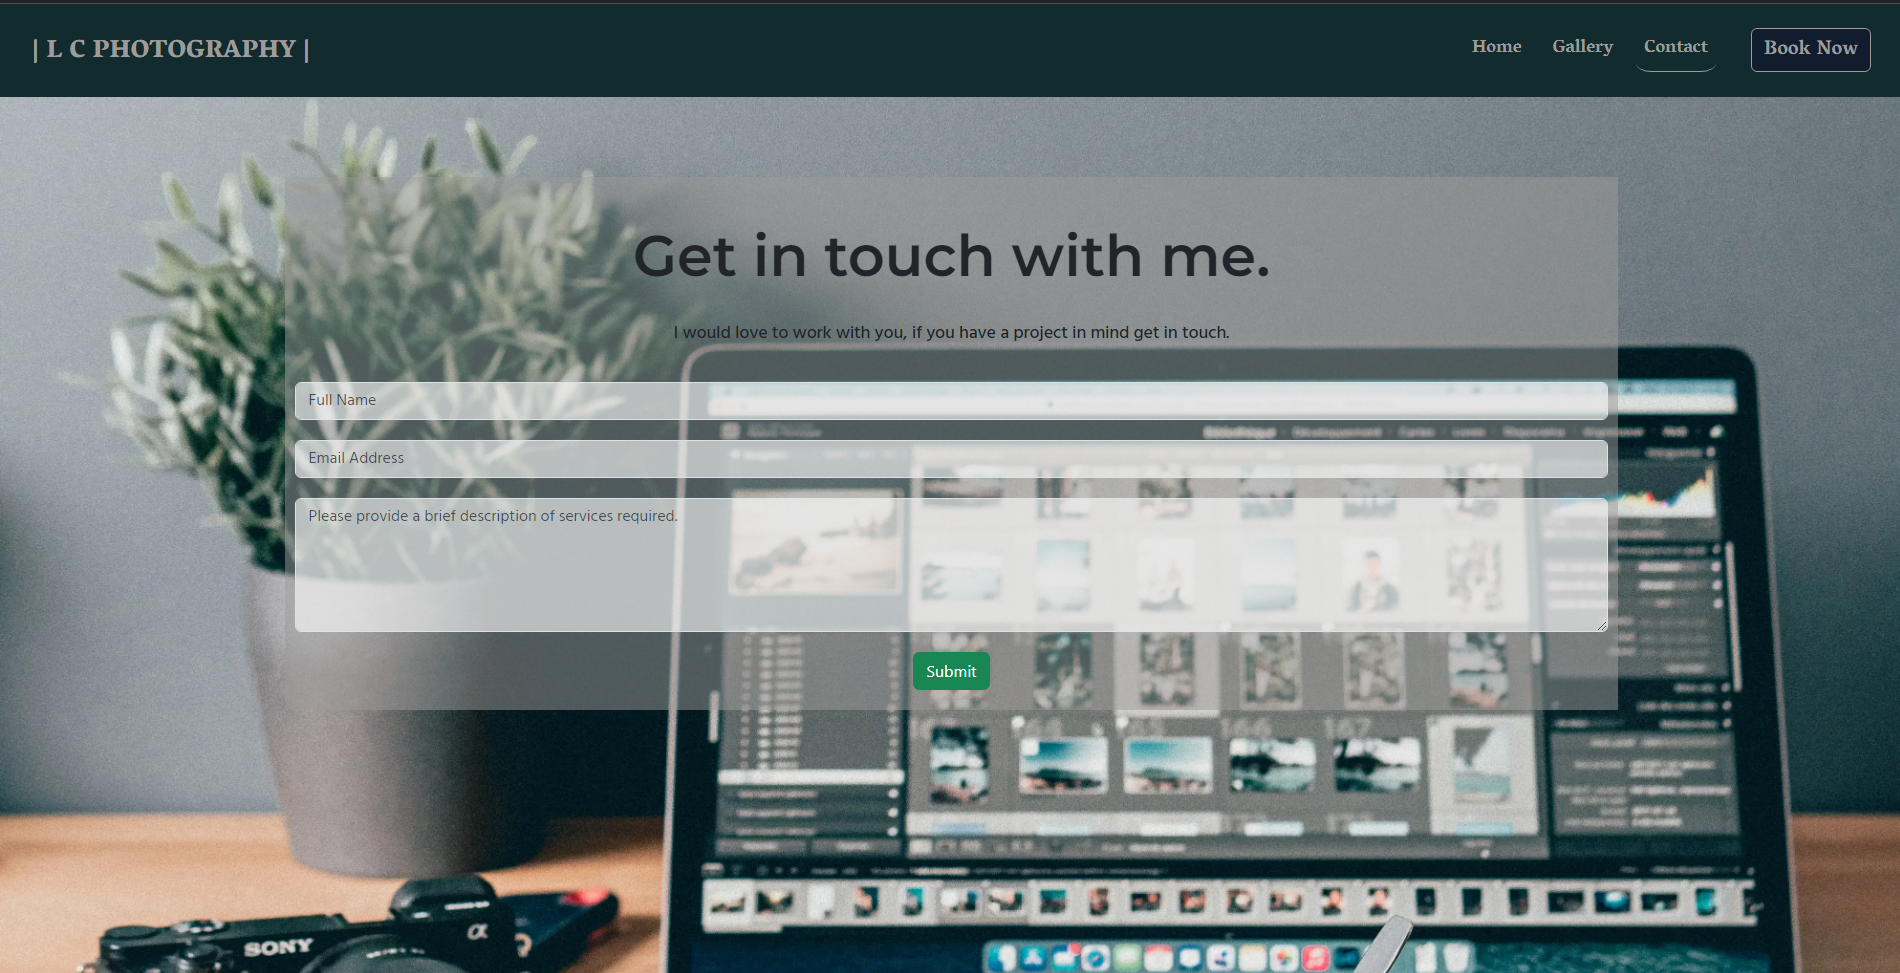 | L C PHOTOGRAPHY |
Home
Gallery
Contact
Book Now
Get in touch with me.
I would love to work with you, if you have a project in mind get in touch.
Full Name
Email Address
Please provide a brief description of services required.
Submit
166
167
SONY
α